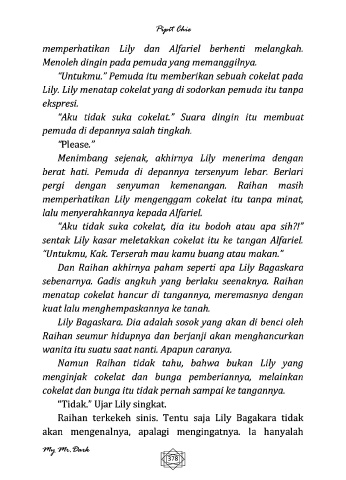 Pipit Chie
memperhatikan Lily dan Alfariel berhenti melangkah.
Menoleh dingin pada pemuda yang memanggilnya.
"Untukmu." Pemuda itu memberikan sebuah cokelat pada
Lily. Lily menatap cokelat yang di sodorkan pemuda itu tanpa
ekspresi.
"Aku tidak suka cokelat." Suara dingin itu membuat
pemuda di depannya salah tingkah.
"Please."
Menimbang sejenak, akhirnya Lily menerima dengan
berat hati. Pemuda di depannya tersenyum lebar. Berlari
pergi dengan senyuman kemenangan. Raihan masih
memperhatikan Lily mengenggam cokelat itu tanpa minat,
lalu menyerahkannya kepada Alfariel.
"Aku tidak suka cokelat, dia itu bodoh atau apa sih?!"
sentak Lily kasar meletakkan cokelat itu ke tangan Alfariel.
"Untukmu, Kak. Terserah mau kamu buang atau makan."
Dan Raihan akhirnya paham seperti apa Lily Bagaskara
sebenarnya. Gadis angkuh yang berlaku seenaknya. Raihan
menatap cokelat hancur di tangannya, meremasnya dengan
kuat lalu menghempaskannya ke tanah.
Lily Bagaskara. Dia adalah sosok yang akan di benci oleh
Raihan seumur hidupnya dan berjanji akan menghancurkan
wanita itu suatu saat nanti. Apapun caranya.
Namun Raihan tidak tahu, bahwa bukan Lily yang
menginjak cokelat dan bunga pemberiannya, melainkan
cokelat dan bunga itu tidak pernah sampai ke tangannya.
"Tidak." Ujar Lily singkat.
Raihan terkekeh sinis. Tentu saja Lily Bagakara tidak
akan mengenalnya, apalagi mengingatnya. Ia hanyalah
My Mr. Dark
378